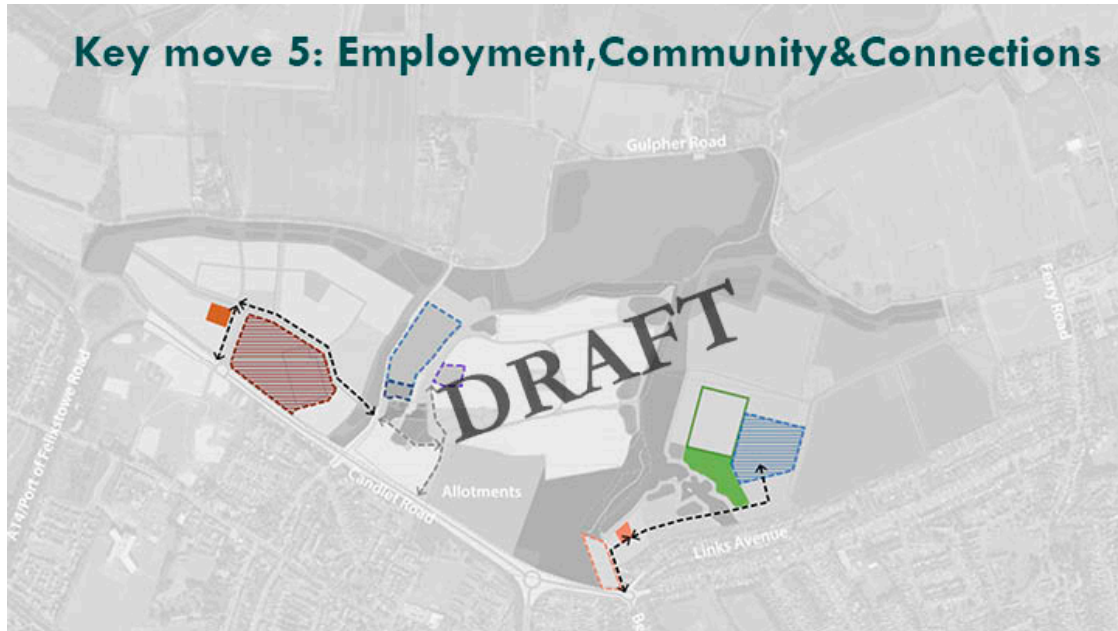 Key move 5: Employment,Community&Connections
Gulpher Road
Ferry Road
DRAFT
A14/Port of Felixstowe Road
Candlet Road
Allotments
Links Avenue